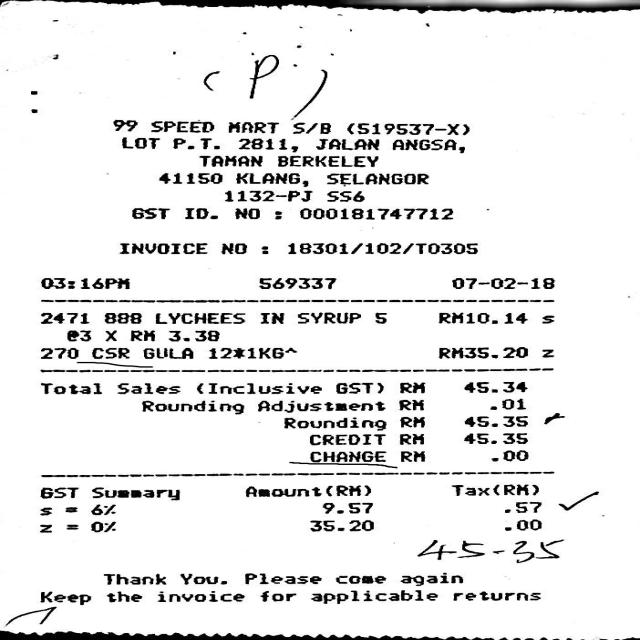 (P)
99 SPEED MART S/B (519537-X)
LOT P.T. 2811, JALAN ANGSA,
TAMAN BERKELEY
41150 KLANG, SELANGOR
1132-PJ SS6
GST ID. NO : 000181747712
INVOICE NO : 18301/102/T0305
03:16PM 569337 07-02-18
2471 888 LYCHEES IN SYRUP 5 RM10.14 s
@3 X RM 3.38
270 CSR GULA 12*1KG^ RM35.20 z
Total Sales (Inclusive GST) RM 45.34
Rounding Adjustment RM .01
Rounding RM 45.35
CREDIT RM 45.35
CHANGE RM .00
GST Summary Amount(RM) Tax(RM)
s = 6% 9.57 .57
z = 0% 35.20 .00
45-35
Thank You. Please come again
Keep the invoice for applicable returns